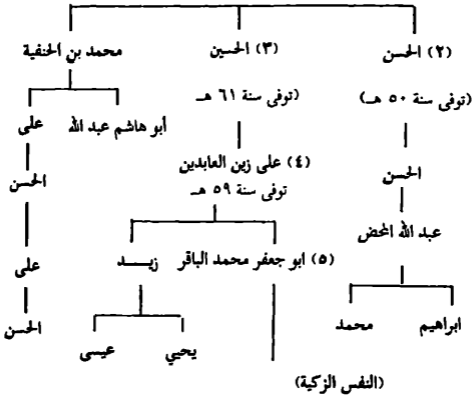 (٢) الحسن (٣) الحسين محمد بن الحنفية
(توفى سنة ٥٠ هـ) (توفى سنة ٦١ هـ
أبو هاشم عبد الله على
الحسن (٤) على زين العابدين الحسن
توفى سنة ٥٩ هـ
عبد الله المحض (٥) ابو جعفر محمد الباقر زيد على
ابراهيم محمد يحيي عيسى الحسن
(النفس الزكية)